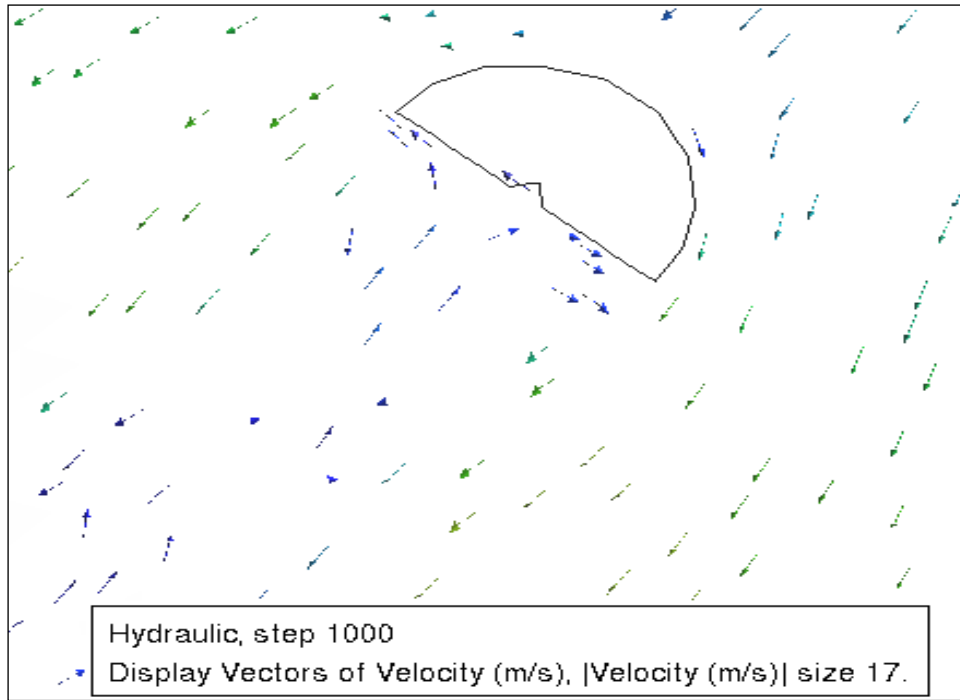 Hydraulic, step 1000
Display Vectors of Velocity (m/s), |Velocity (m/s)| size 17.